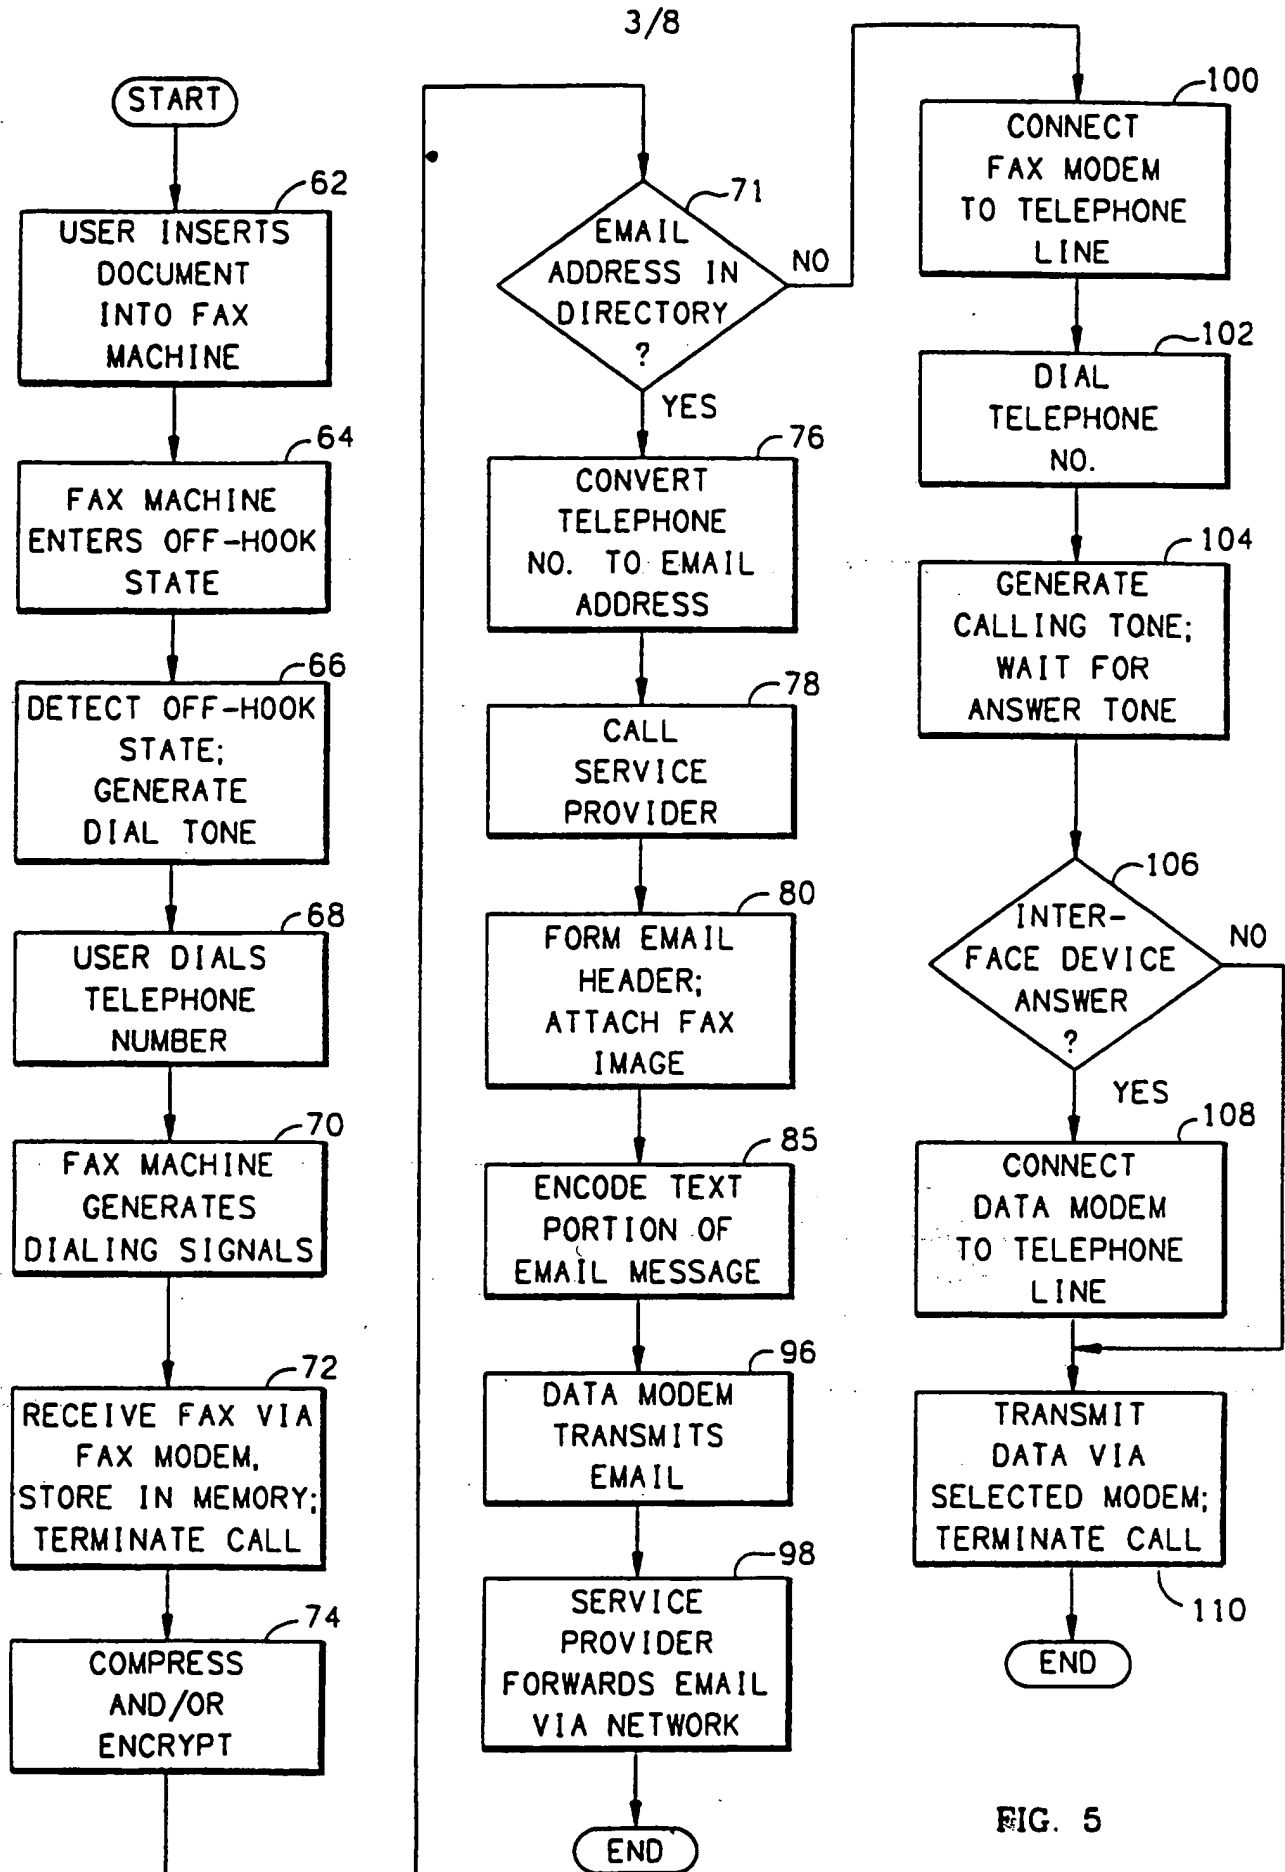 3/8
START
62
USER INSERTS
DOCUMENT
INTO FAX
MACHINE
64
FAX MACHINE
ENTERS OFF-HOOK
STATE
66
DETECT OFF-HOOK
STATE;
GENERATE
DIAL TONE
68
USER DIALS
TELEPHONE
NUMBER
70
FAX MACHINE
GENERATES
DIALING SIGNALS
72
RECEIVE FAX VIA
FAX MODEM,
STORE IN MEMORY;
TERMINATE CALL
74
COMPRESS
AND/OR
ENCRYPT
71
EMAIL
ADDRESS IN
DIRECTORY
?
NO
YES
76
CONVERT
TELEPHONE
NO. TO EMAIL
ADDRESS
78
CALL
SERVICE
PROVIDER
80
FORM EMAIL
HEADER;
ATTACH FAX
IMAGE
85
ENCODE TEXT
PORTION OF
EMAIL MESSAGE
96
DATA MODEM
TRANSMITS
EMAIL
98
SERVICE
PROVIDER
FORWARDS EMAIL
VIA NETWORK
END
100
CONNECT
FAX MODEM
TO TELEPHONE
LINE
102
DIAL
TELEPHONE
NO.
104
GENERATE
CALLING TONE;
WAIT FOR
ANSWER TONE
106
INTER-
FACE DEVICE
ANSWER
?
NO
YES
108
CONNECT
DATA MODEM
TO TELEPHONE
LINE
TRANSMIT
DATA VIA
SELECTED MODEM;
TERMINATE CALL
110
END
FIG. 5